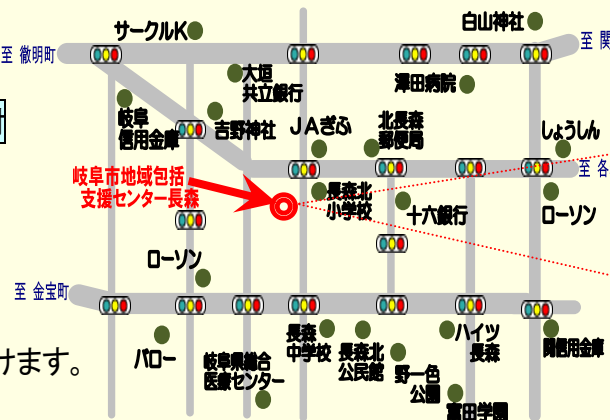 サークルK
白山神社
至 徹明町
至 関
大垣
共立銀行
澤田病院
岐阜
信用金庫
吉野神社
JAぎふ
北長森
郵便局
しょうしん
至 各
岐阜市地域包括
支援センター長森
長森北
小学校
十六銀行
ローソン
ローソン
至 金宝町
けます。
バロー
岐阜県総合
医療センター
長森
中学校
長森北
公民館
野一色
公園
ハイツ
長森
関信用金庫
富田学園